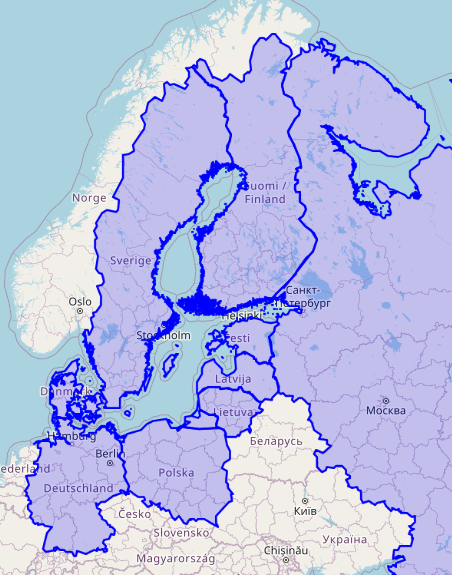 Norge
Suomi /
Finland
Sverige
Oslo
Санкт-
Петербург
Helsinki
Stockholm
Eesti
Latvija
Danmark
Москва
Lietuva
Hamburg
Беларусь
Berlin
Nederland
Polska
Deutschland
Київ
Česko
Slovensko
Україна
Chișinău
Magyarország